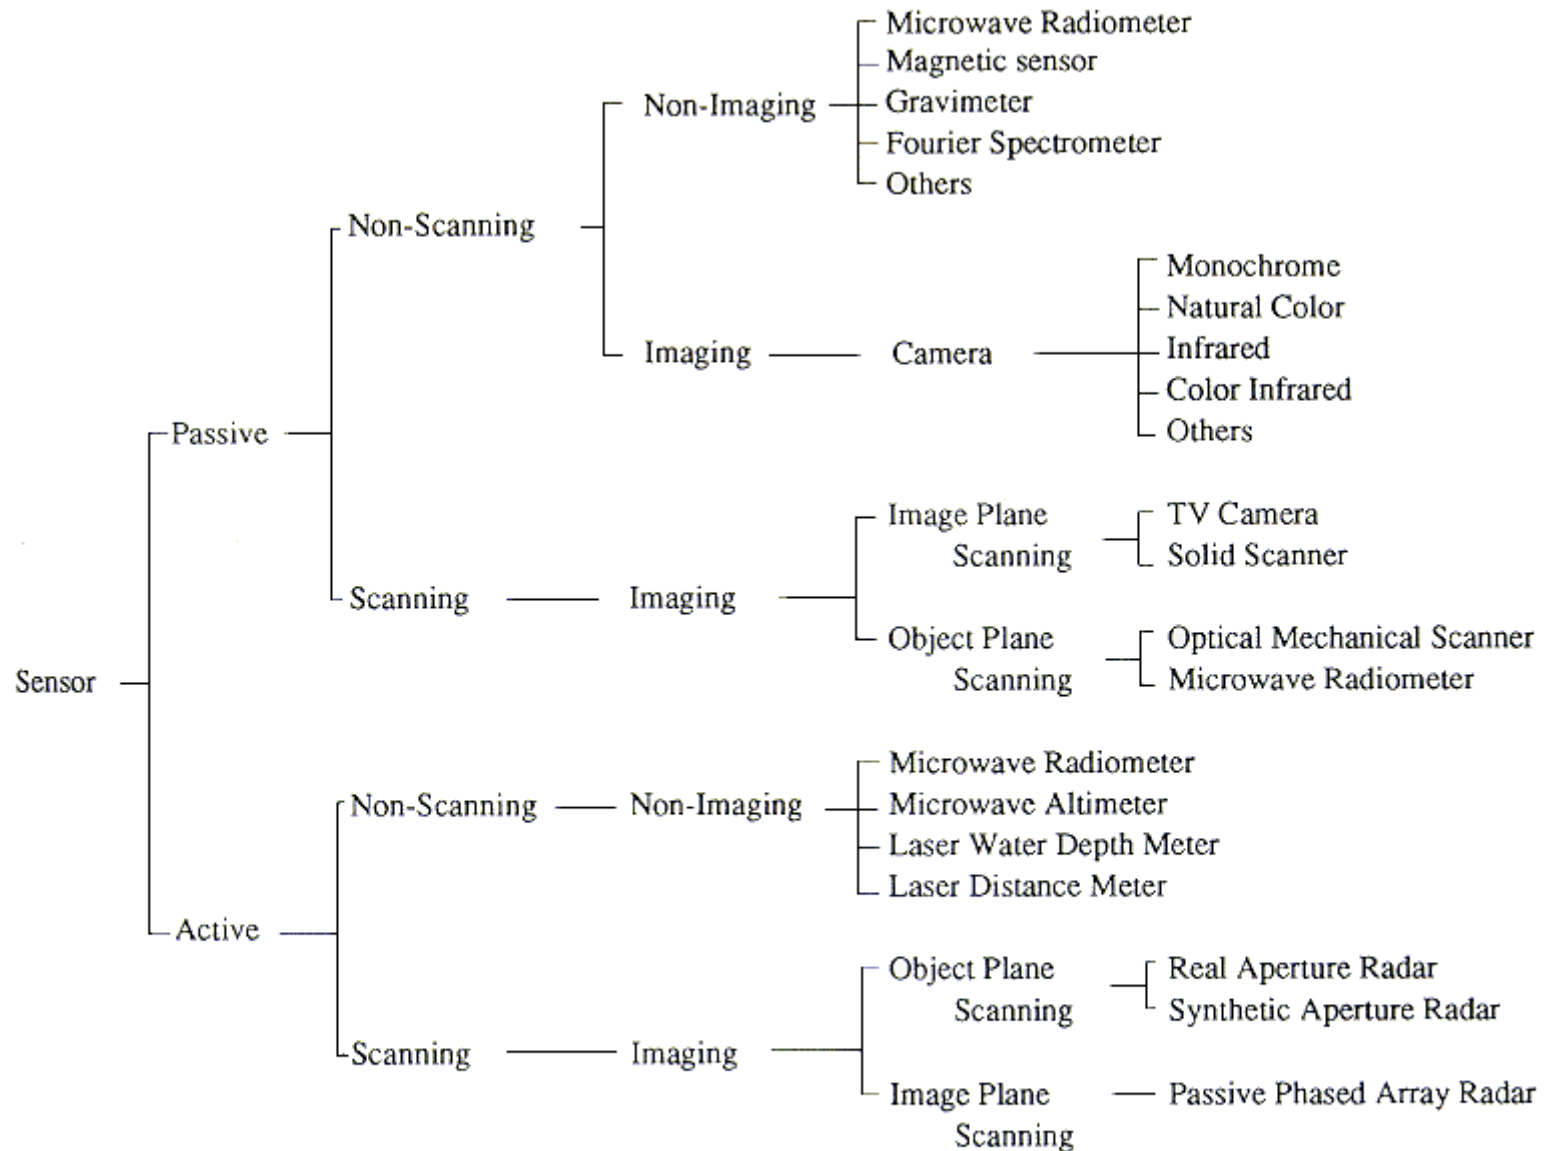 Microwave Radiometer
Magnetic sensor
Non-Imaging
Gravimeter
Fourier Spectrometer
Others
Non-Scanning
Monochrome
Natural Color
Infrared
Imaging
Camera
Color Infrared
Others
Passive
Image Plane
Scanning
TV Camera
Solid Scanner
Scanning
Imaging
Object Plane
Scanning
Optical Mechanical Scanner
Microwave Radiometer
Sensor
Microwave Radiometer
Non-Scanning
Non-Imaging
Microwave Altimeter
Laser Water Depth Meter
Laser Distance Meter
Active
Object Plane
Scanning
Real Aperture Radar
Synthetic Aperture Radar
Scanning
Imaging
Image Plane
Scanning
Passive Phased Array Radar